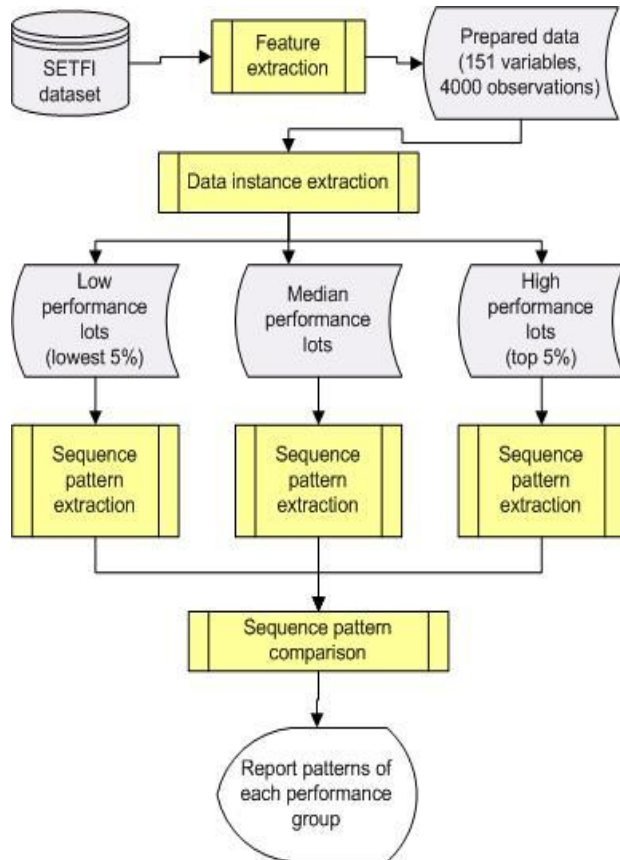 SETFI
dataset
Feature
extraction
Prepared data
(151 variables,
4000 observations)
Data instance extraction
Low
performance
lots
(lowest 5%)
Median
performance
lots
High
performance
lots
(top 5%)
Sequence
pattern
extraction
Sequence
pattern
extraction
Sequence
pattern
extraction
Sequence pattern
comparison
Report patterns of
each performance
group